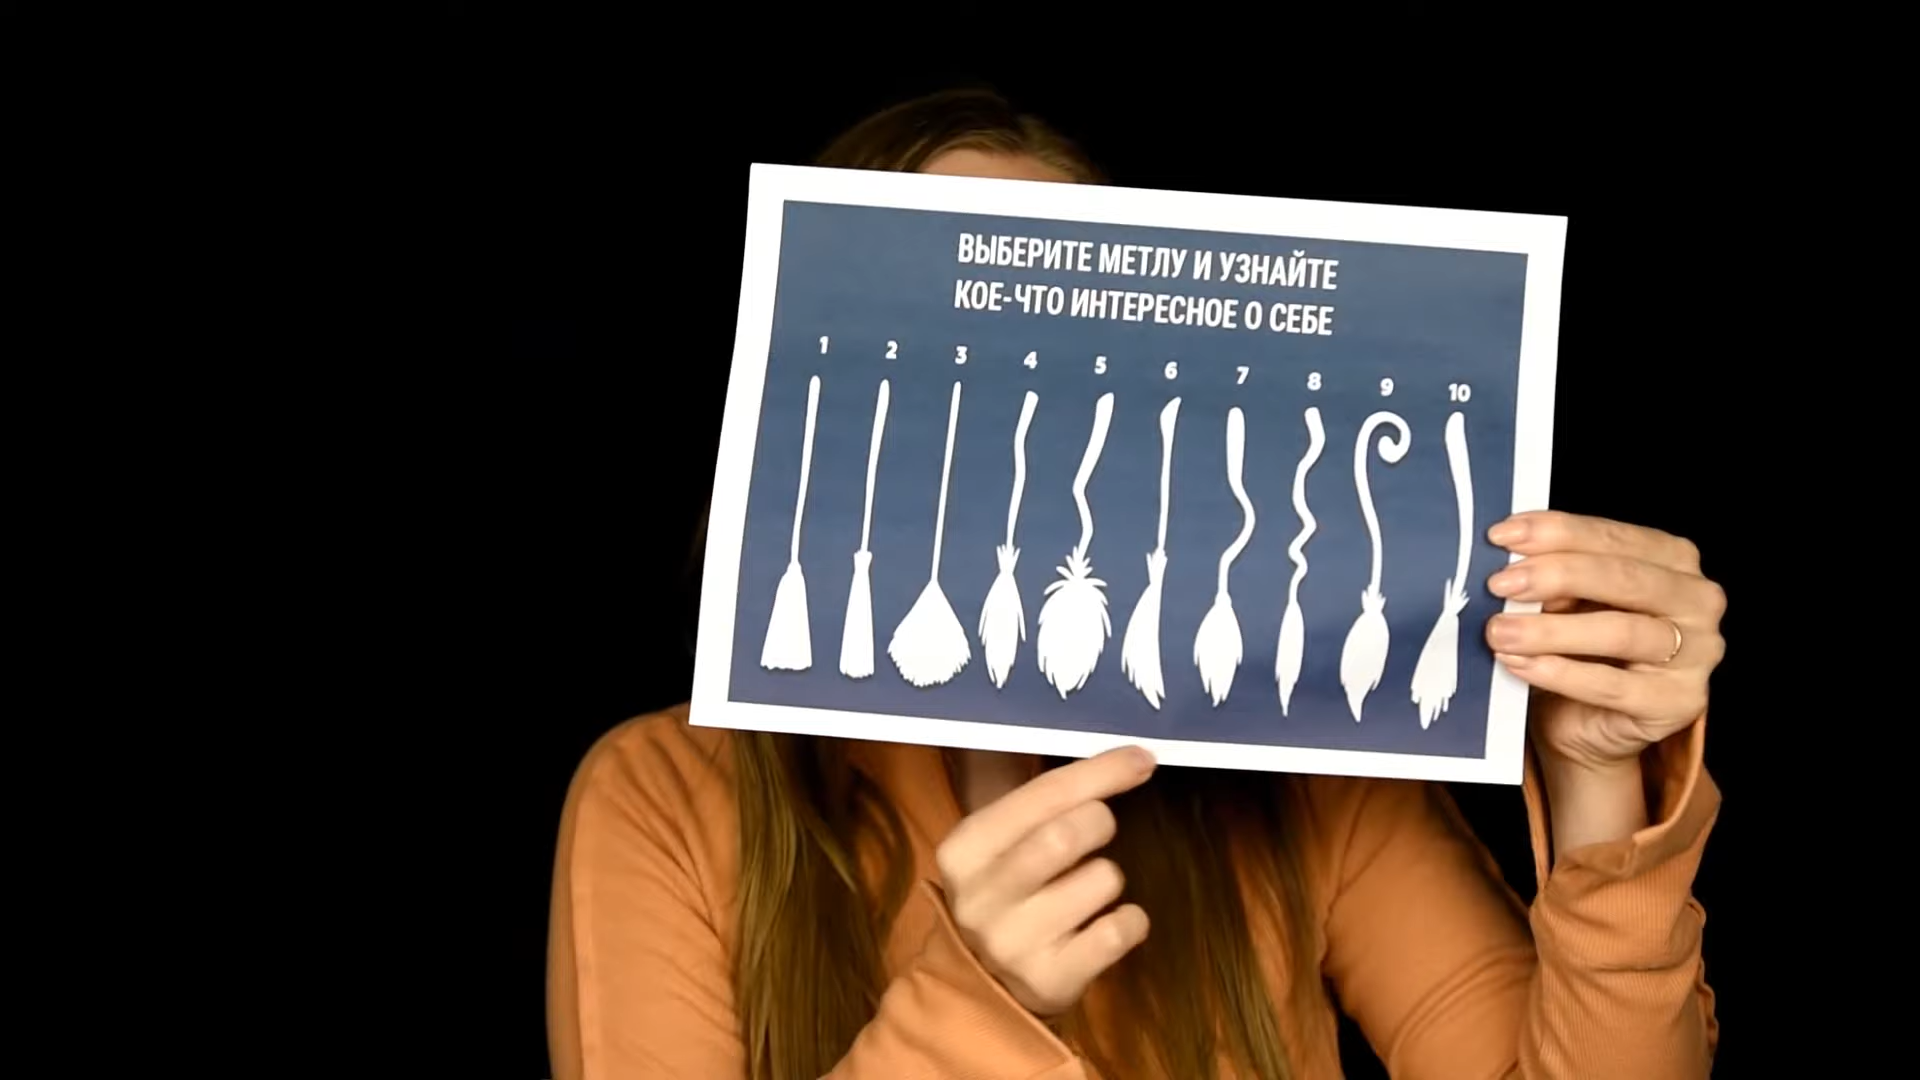 ВЫБЕРИТЕ МЕТЛУ И УЗНАЙТЕ
КОЕ-ЧТО ИНТЕРЕСНОЕ О СЕБЕ
1 2 3 4 5 6 7 8 9 10